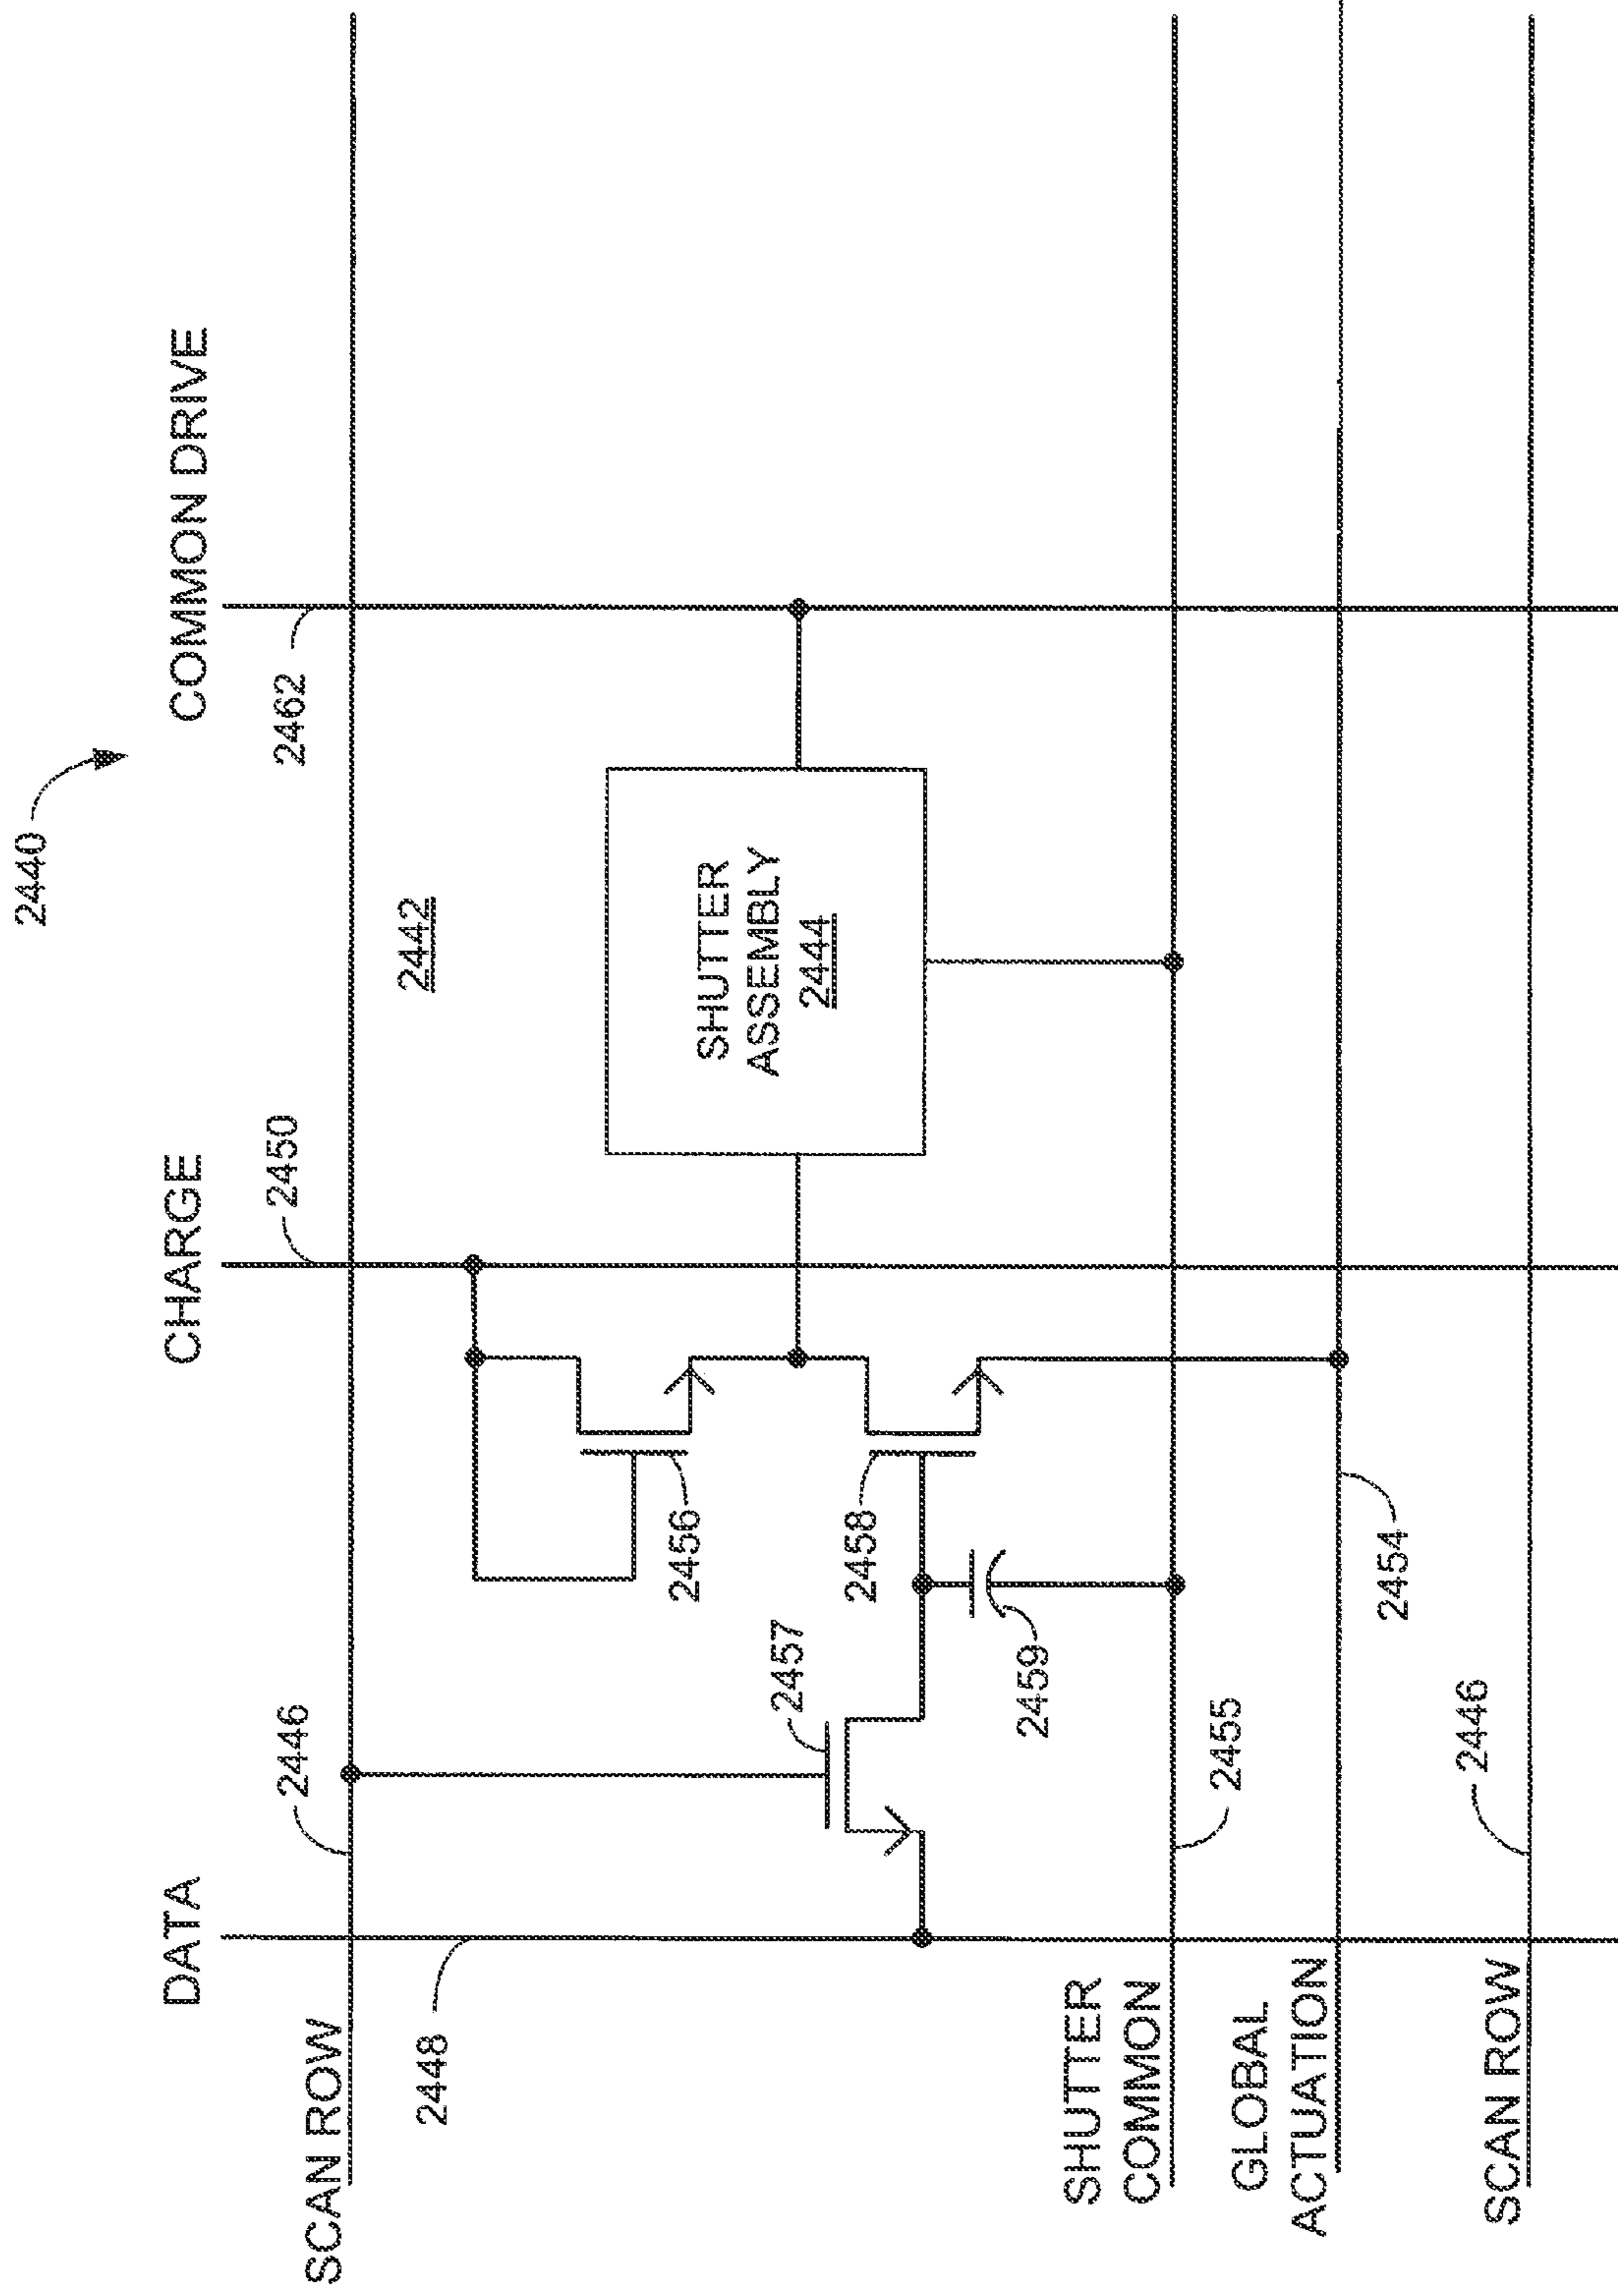 2440
DATA
CHARGE
COMMON DRIVE
2446
2450
2462
SCAN ROW
2448
2442
2456
SHUTTER
ASSEMBLY
2444
2457
2458
2459
SHUTTER
COMMON
2455
GLOBAL
ACTUATION
2454
SCAN ROW
2446